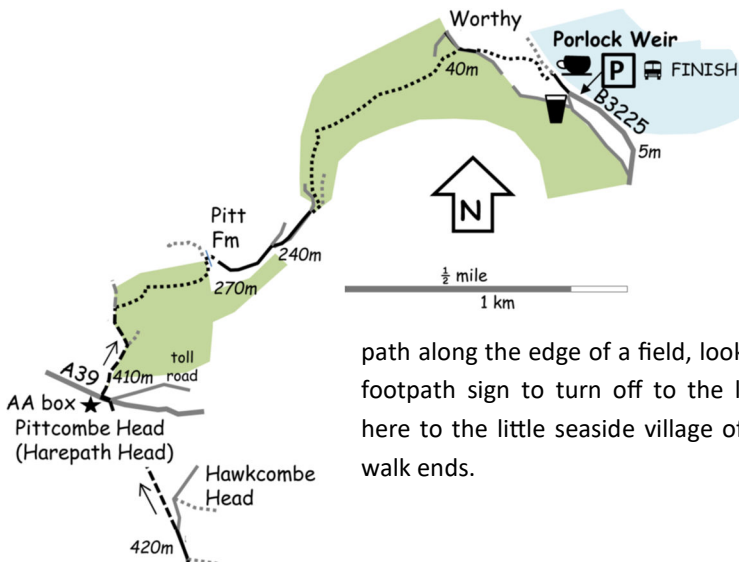 Worthy
Porlock Weir
P
FINISH
40m
B3225
5m
N
Pitt
Fm
240m
270m
½ mile
1 km
A39
410m
toll
road
AA box
Pittcombe Head
(Harepath Head)
Hawkcombe
Head
420m
path along the edge of a field, look
footpath sign to turn off to the l
here to the little seaside village of
walk ends.